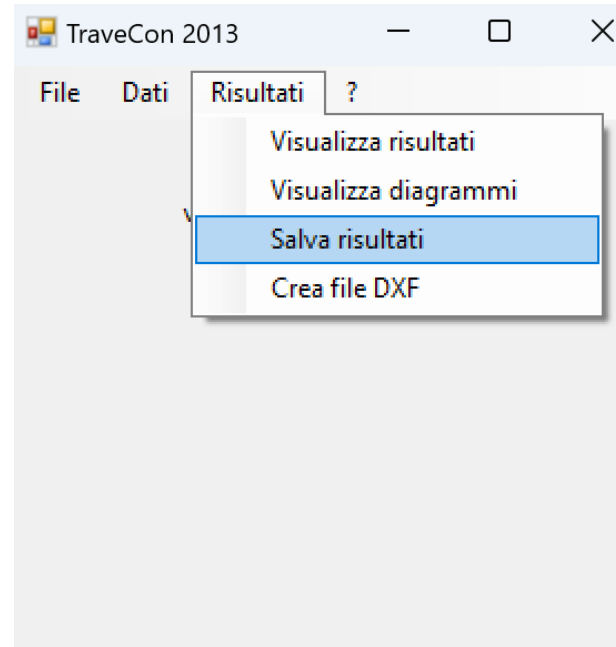 TraveCon 2013
File Dati Risultati ?
Visualizza risultati
Visualizza diagrammi
Salva risultati
Crea file DXF